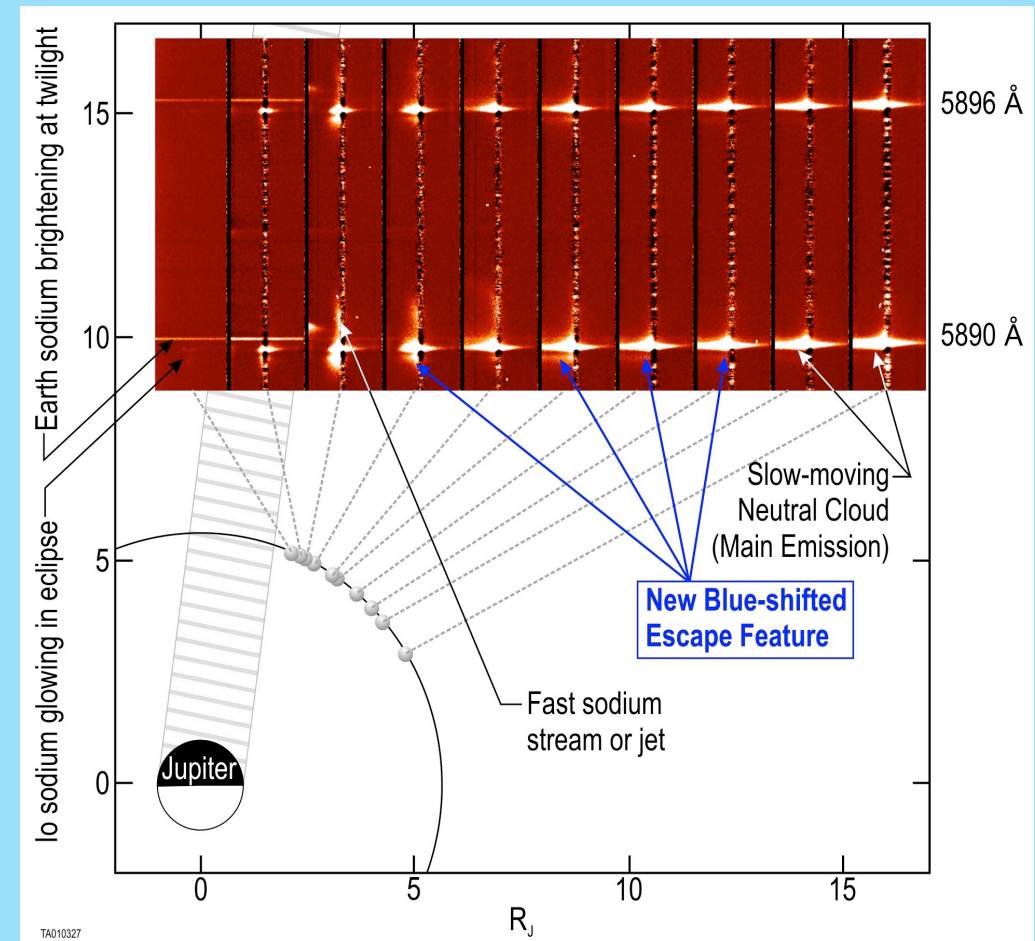 Earth sodium brightening at twilight
Io sodium glowing in eclipse
15
10
5
0
5896 Å
5890 Å
Slow-moving
Neutral Cloud
(Main Emission)
New Blue-shifted
Escape Feature
Fast sodium
stream or jet
Jupiter
0
5
10
15
RJ
TA010327